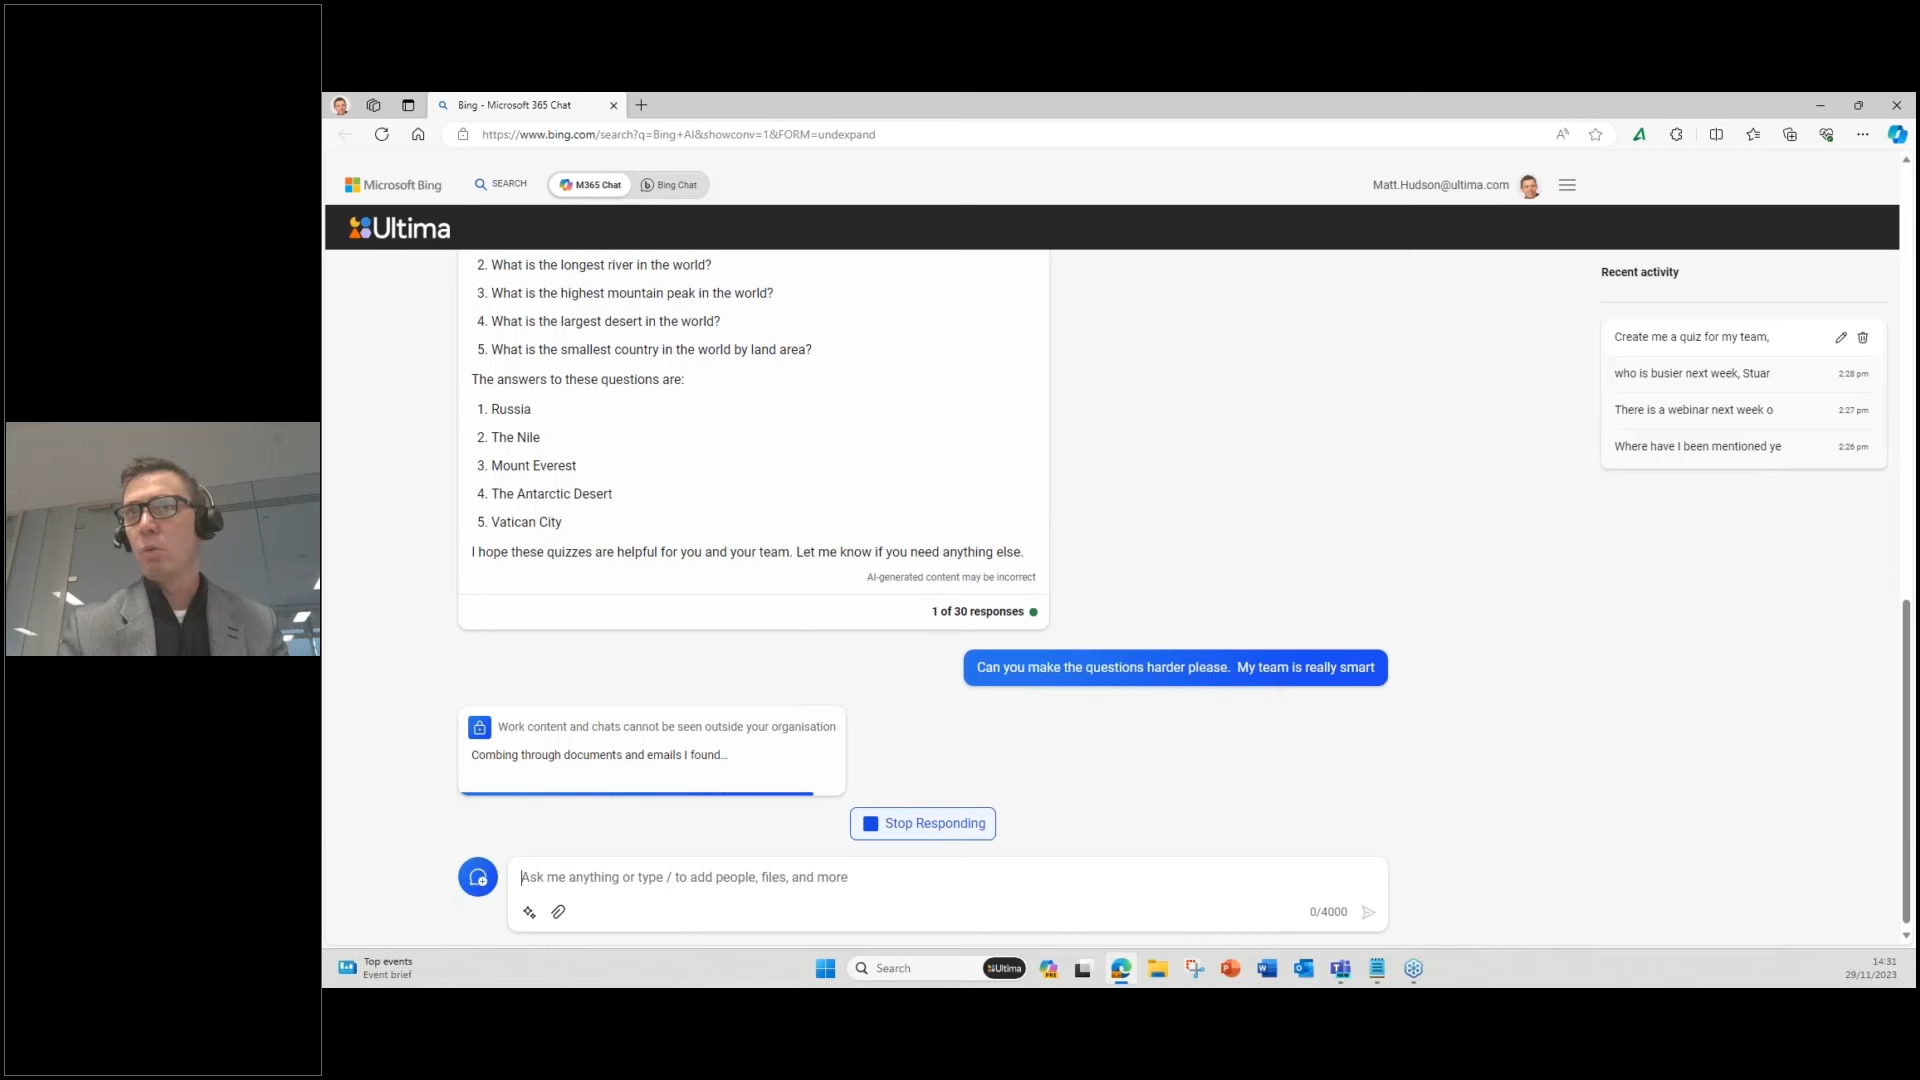 Bing - Microsoft 365 Chat
https://www.bing.com/search?q=Bing+AI&showconv=1&FORM=undexpand
Microsoft Bing
SEARCH
M365 Chat
Bing Chat
Matt.Hudson@ultima.com
Ultima
2. What is the longest river in the world?
3. What is the highest mountain peak in the world?
4. What is the largest desert in the world?
5. What is the smallest country in the world by land area?
The answers to these questions are:
1. Russia
2. The Nile
3. Mount Everest
4. The Antarctic Desert
5. Vatican City
I hope these quizzes are helpful for you and your team. Let me know if you need anything else.
AI-generated content may be incorrect
1 of 30 responses
Recent activity
Create me a quiz for my team,
who is busier next week, Stuar
2:28 pm
There is a webinar next week o
2:27 pm
Where have I been mentioned ye
2:26 pm
Can you make the questions harder please. My team is really smart
Work content and chats cannot be seen outside your organisation
Combing through documents and emails I found...
Stop Responding
Ask me anything or type / to add people, files, and more
0/4000
Top events
Event brief
Search
Ultima
PRE
NEW
14:31
29/11/2023